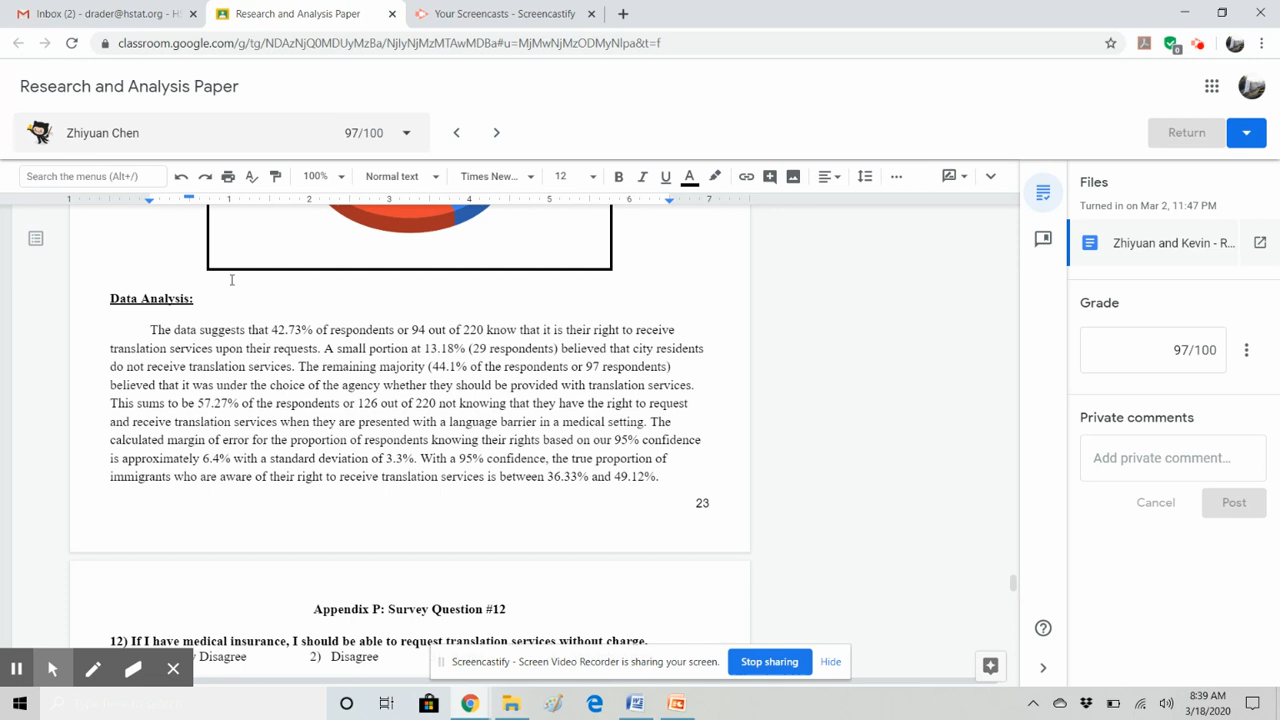 Inbox (2) - drader@hstat.org - H
Research and Analysis Paper
Your Screencasts - Screencastify
classroom.google.com/g/tg/NDAzNjQ0MDUyMzBa/NjIyNjMzMTAwMDBa#u=MjMwNjMzODMyNlpa&t=f
Research and Analysis Paper
Zhiyuan Chen 97/100
Return
Search the menus (Alt+/) 100% Normal text Times New... 12
1 1 2 3 4 5 6 7
Data Analysis:
The data suggests that 42.73% of respondents or 94 out of 220 know that it is their right to receive
translation services upon their requests. A small portion at 13.18% (29 respondents) believed that city residents
do not receive translation services. The remaining majority (44.1% of the respondents or 97 respondents)
believed that it was under the choice of the agency whether they should be provided with translation services.
This sums to be 57.27% of the respondents or 126 out of 220 not knowing that they have the right to request
and receive translation services when they are presented with a language barrier in a medical setting. The
calculated margin of error for the proportion of respondents knowing their rights based on our 95% confidence
is approximately 6.4% with a standard deviation of 3.3%. With a 95% confidence, the true proportion of
immigrants who are aware of their right to receive translation services is between 36.33% and 49.12%.
23
Appendix P: Survey Question #12
12) If I have medical insurance, I should be able to request translation services without charge.
Disagree 2) Disagree
Files
Turned in on Mar 2, 11:47 PM
Zhiyuan and Kevin - R...
Grade
97/100
Private comments
Add private comment...
Cancel Post
Screencastify - Screen Video Recorder is sharing your screen. Stop sharing Hide
8:39 AM
3/18/2020